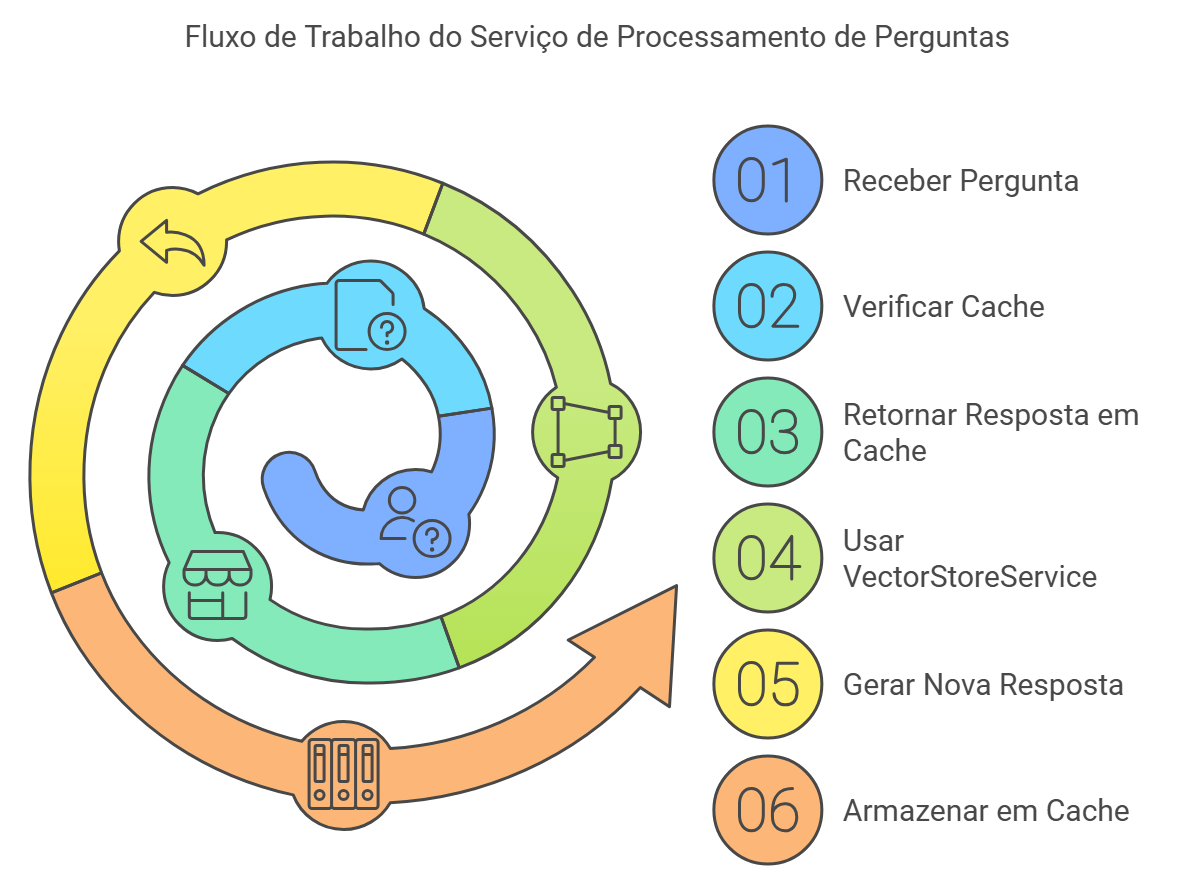 Fluxo de Trabalho do Serviço de Processamento de Perguntas
01
Receber Pergunta
02
Verificar Cache
03
Retornar Resposta em
Cache
04
Usar
VectorStoreService
05
Gerar Nova Resposta
06
Armazenar em Cache
?
?